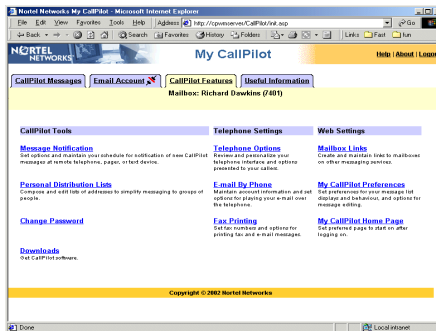 Nortel Networks My CallPilot - Microsoft Internet Explorer
File Edit View Favorites Tools Help Address http://cpwmserver/CallPilot/init.asp Go
Back Search Favorites History Folders Links Fast fun
NORTEL NETWORKS My CallPilot Help | About | Logon
CallPilot Messages Email Account CallPilot Features Useful Information
Mailbox: Richard Dawkins (7401)
CallPilot Tools Telephone Settings Web Settings
Message Notification
Set options and maintain your schedule for notification of new CallPilot
messages at remote telephone, pager, or text device.
Telephone Options
Review and personalize your
telephone interface and options
presented to your callers.
Mailbox Links
Create and maintain links to mailboxes
on other messaging servers.
Personal Distribution Lists
Compose and edit lists of addresses to simplify messaging to groups of
people.
E-mail By Phone
Maintain account information and set
options for playing your e-mail over
the telephone.
My CallPilot Preferences
Set preferences for your message list
displays and behaviour, and options for
message editing.
Change Password
Fax Printing
Set fax numbers and options for
printing fax and e-mail messages.
My CallPilot Home Page
Set preferred page to start on after
logging on.
Downloads
Get CallPilot software.
Copyright © 2002 Nortel Networks
Done Local intranet